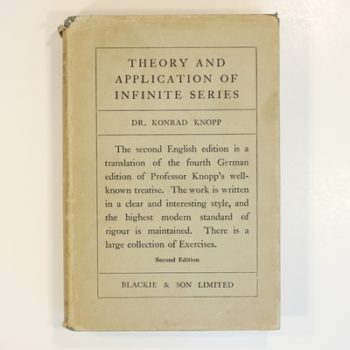 THEORY AND
APPLICATION OF
INFINITE SERIES
DR. KONRAD KNOPP
The second English edition is a
translation of the fourth German
edition of Professor Knopp's well-
known treatise. The work is written
in a clear and interesting style, and
the highest modern standard of
rigour is maintained. There is a
large collection of Exercises.
Second Edition
BLACKIE & SON LIMITED